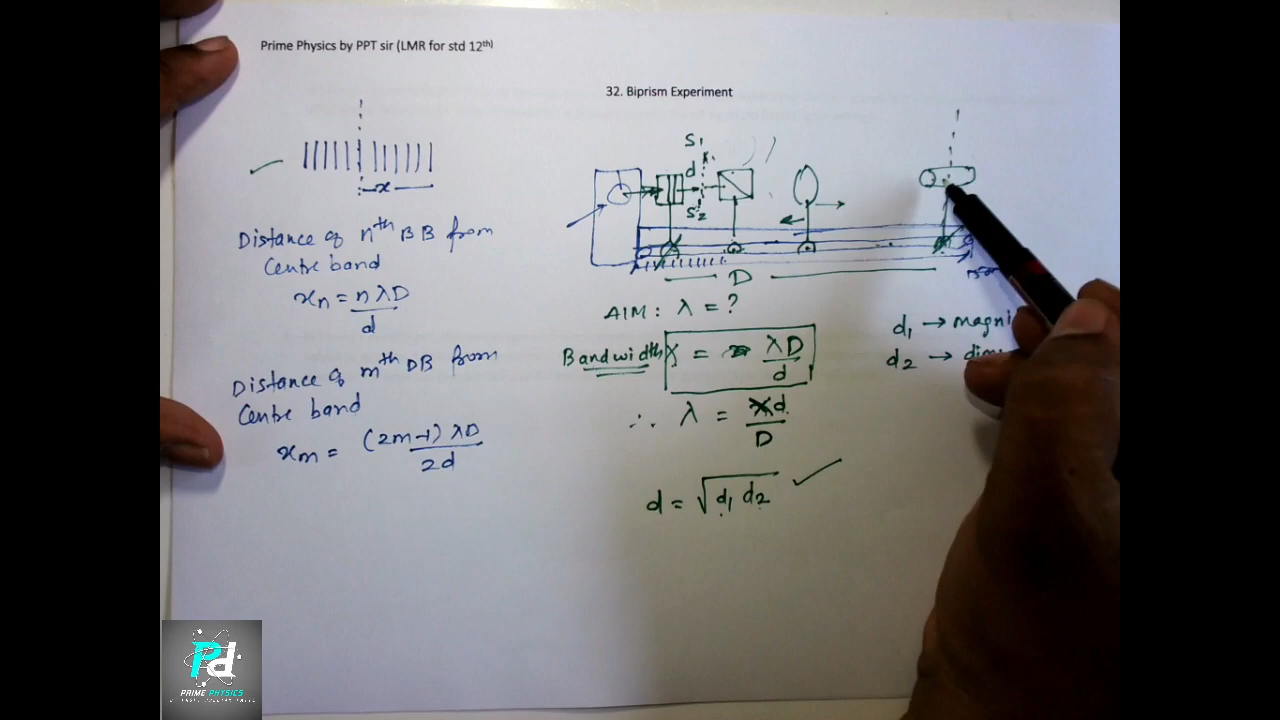 Prime Physics by PPT sir (LMR for std 12th)
32. Biprism Experiment
x
Distance of nth BB from
Centre band
xn = nλD/d
Distance of mth DB from
Centre band
xm = (2m-1)λD/2d
S1
d
S2
D
AIM: λ = ?
Bandwidth X = λD/d
∴ λ = Xd/D
d = √d1 d2
d1 → magni
d2 →
Pd
PRIME PHYSICS